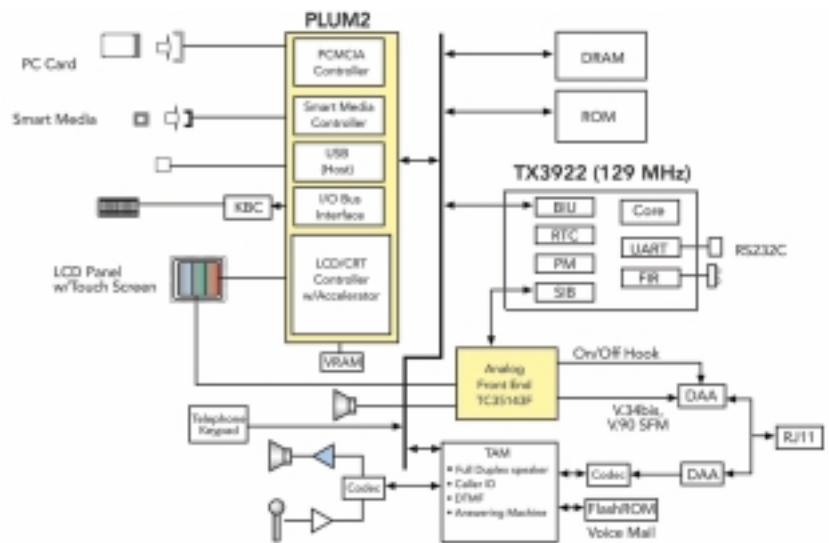 PLUM2
PC Card
PCMCIA
Controller
Smart Media
Smart Media
Controller
USB
(Host)
I/O Bus
Interface
KBC
LCD Panel
w/Touch Screen
LCD/CRT
Controller
w/Accelerator
VRAM
DRAM
ROM
TX3922 (129 MHz)
BIU
Core
RTC
UART
RS232C
PM
FIR
SIB
Analog
Front End
TC35143F
On/Off Hook
DAA
V.34bis,
V.90 SFM
RJ11
Telephone
Keypad
TAM
• Full Duplex speaker
• Caller ID
• DTMF
• Answering Machine
Codec
Codec
DAA
FlashROM
Voice Mail